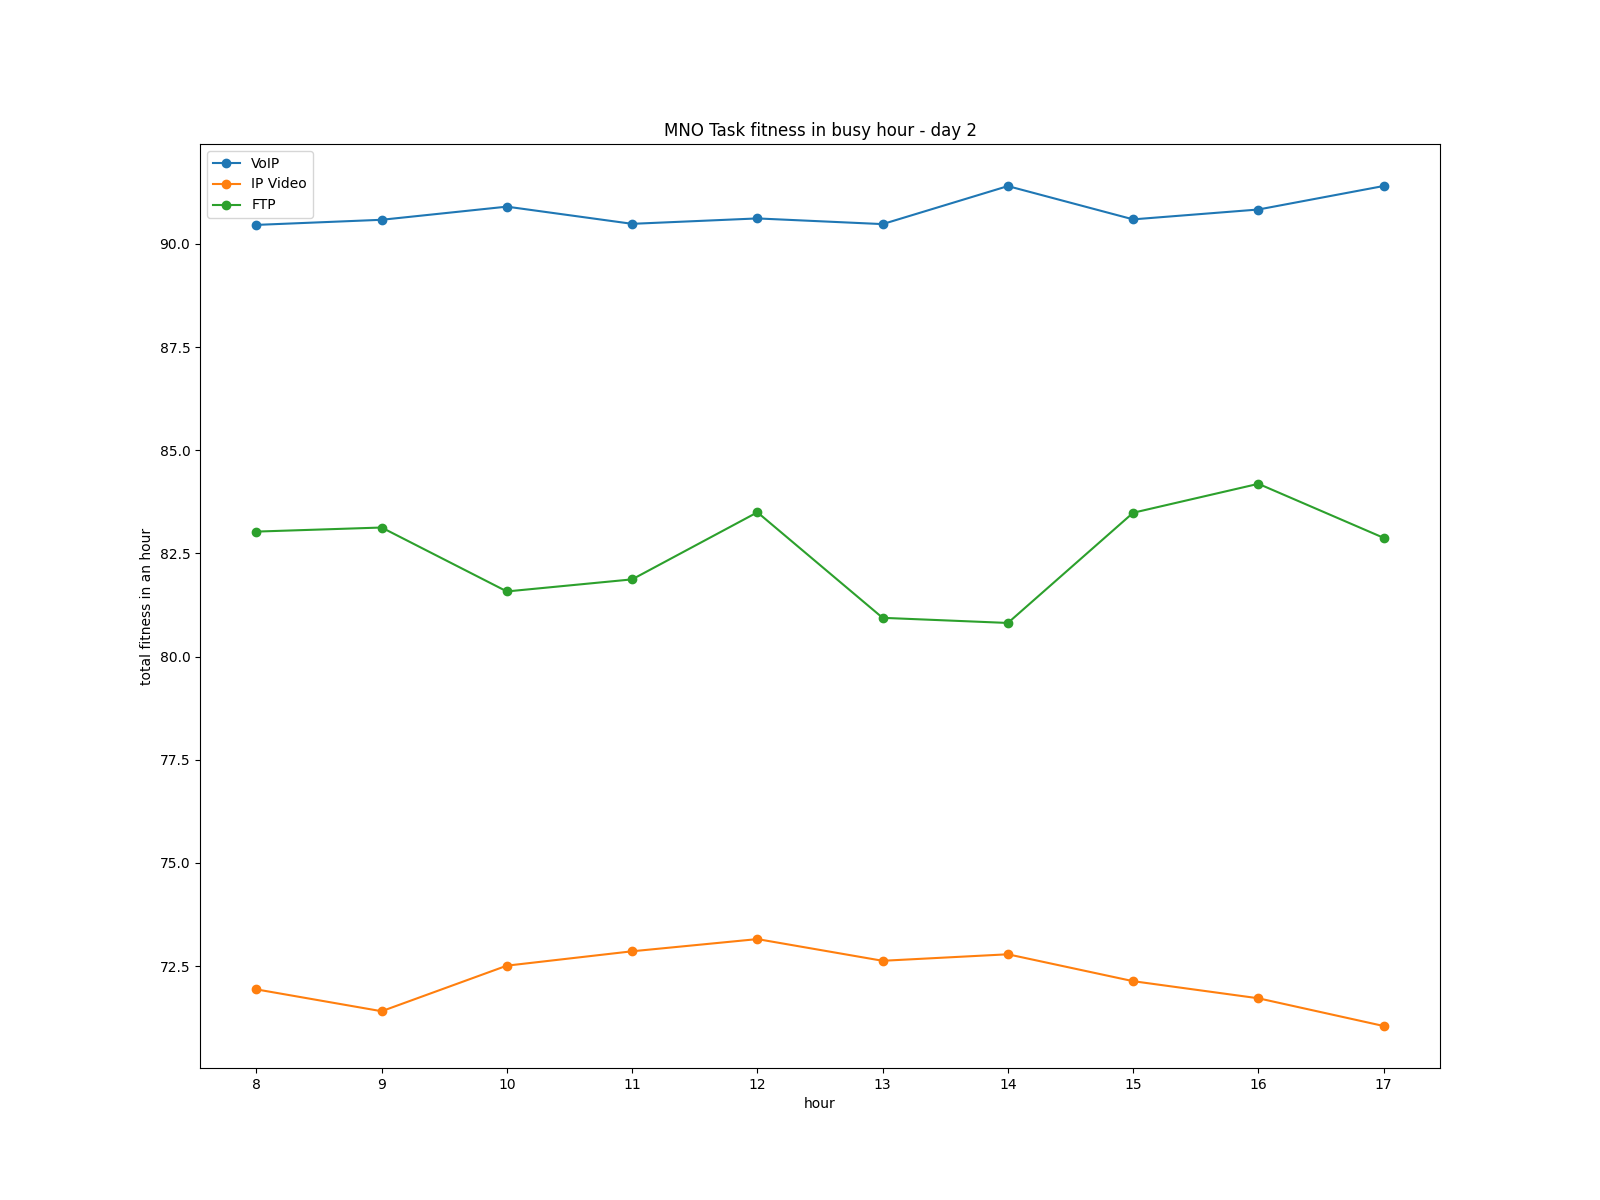 MNO Task fitness in busy hour - day 2
VoIP
IP Video
FTP
90.0
87.5
85.0
82.5
80.0
77.5
75.0
72.5
total fitness in an hour
8 9 10 11 12 13 14 15 16 17
hour